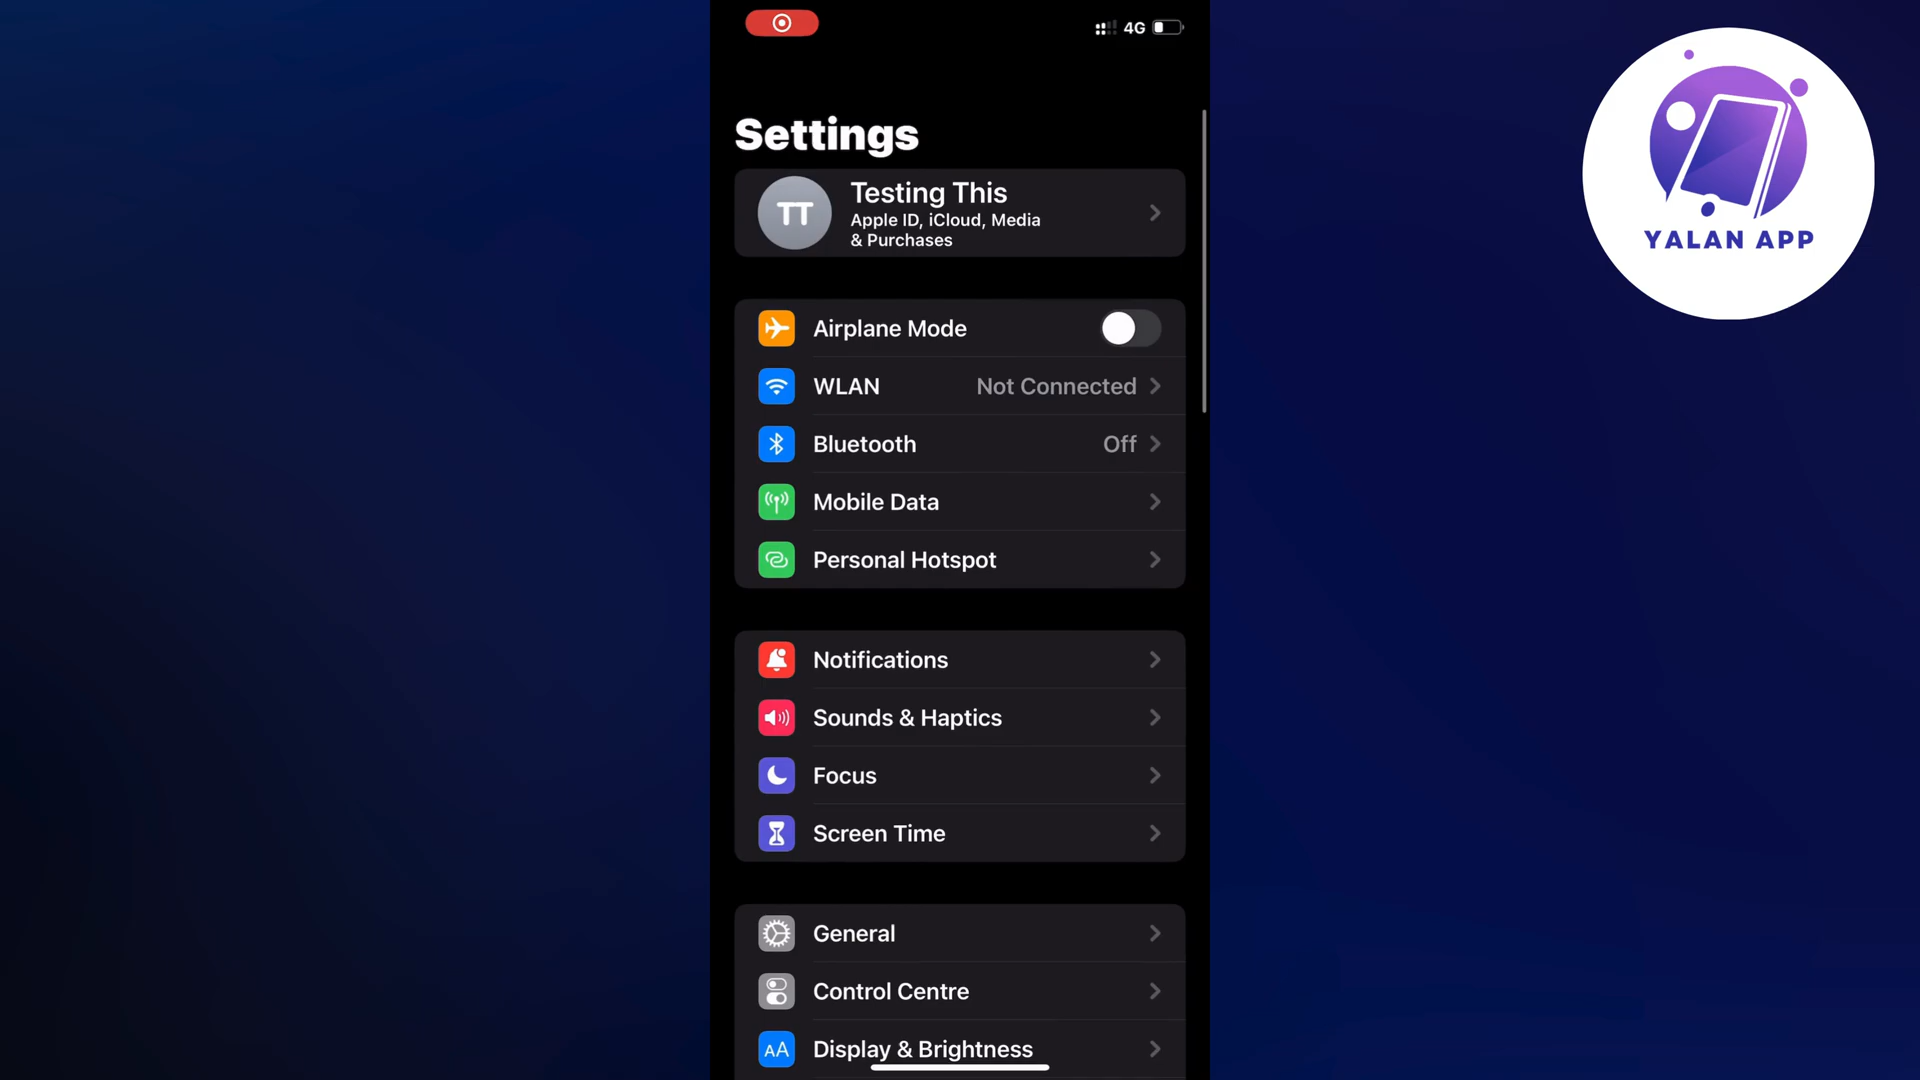 4G
Settings
TT
Testing This
Apple ID, iCloud, Media
& Purchases
Airplane Mode
WLAN Not Connected
Bluetooth Off
Mobile Data
Personal Hotspot
Notifications
Sounds & Haptics
Focus
Screen Time
General
Control Centre
AA Display & Brightness
YALAN APP